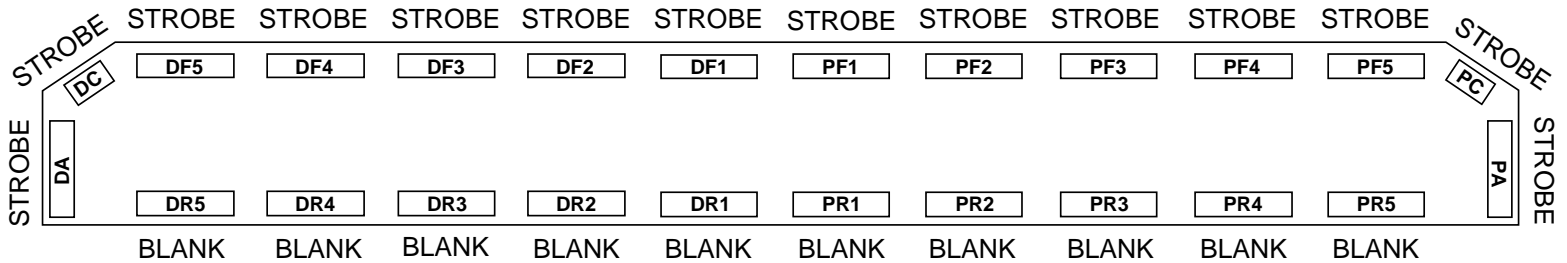 STROBE STROBE STROBE STROBE STROBE STROBE STROBE STROBE STROBE STROBE STROBE STROBE
DC DF5 DF4 DF3 DF2 DF1 PF1 PF2 PF3 PF4 PF5 PC
STROBE DA PA STROBE
DR5 DR4 DR3 DR2 DR1 PR1 PR2 PR3 PR4 PR5
BLANK BLANK BLANK BLANK BLANK BLANK BLANK BLANK BLANK BLANK